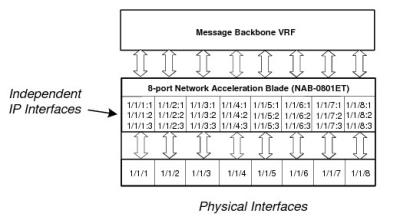 Message Backbone VRF
8-port Network Acceleration Blade (NAB-0801ET)
Independent
IP Interfaces
1/1/1:1 1/1/2:1 1/1/3:1 1/1/4:1 1/1/5:1 1/1/6:1 1/1/7:1 1/1/8:1
1/1/1:2 1/1/2:2 1/1/3:2 1/1/4:2 1/1/5:2 1/1/6:2 1/1/7:2 1/1/8:2
1/1/1:3 1/1/2:3 1/1/3:3 1/1/4:3 1/1/5:3 1/1/6:3 1/1/7:3 1/1/8:3
1/1/1 1/1/2 1/1/3 1/1/4 1/1/5 1/1/6 1/1/7 1/1/8
Physical Interfaces